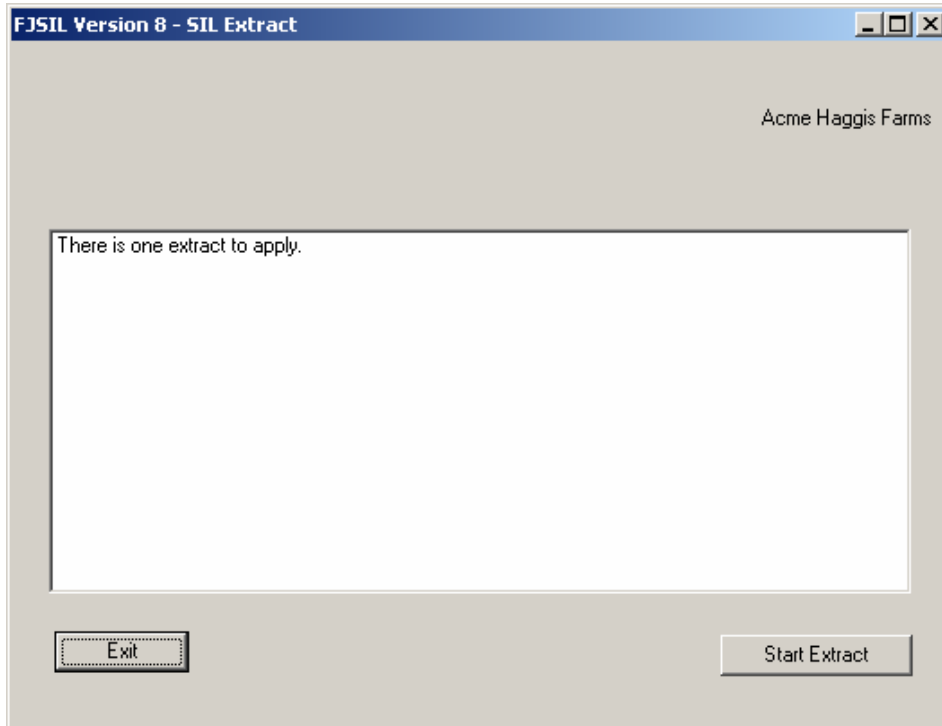 FJSIL Version 8 - SIL Extract
Acme Haggis Farms
There is one extract to apply.
Exit
Start Extract